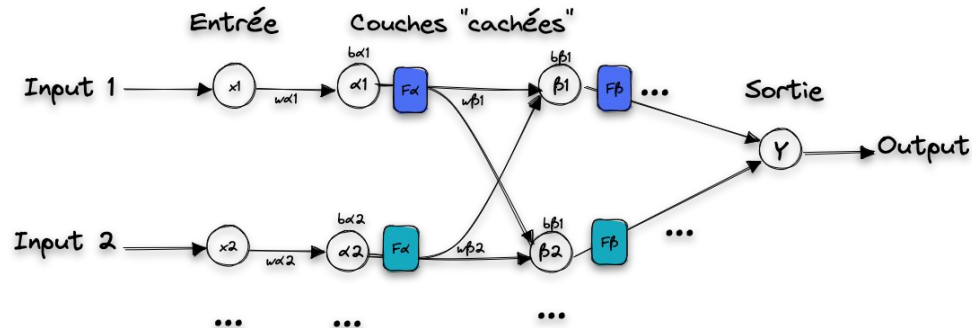 Entrée
Couches "cachées"
bα1
bβ1
Input 1
x1
wα1
α1
Fα
wβ1
β1
Fβ
...
Sortie
Y
Output
bα2
bβ1
Input 2
x2
wα2
α2
Fα
wβ2
β2
Fβ
...
...
...
...